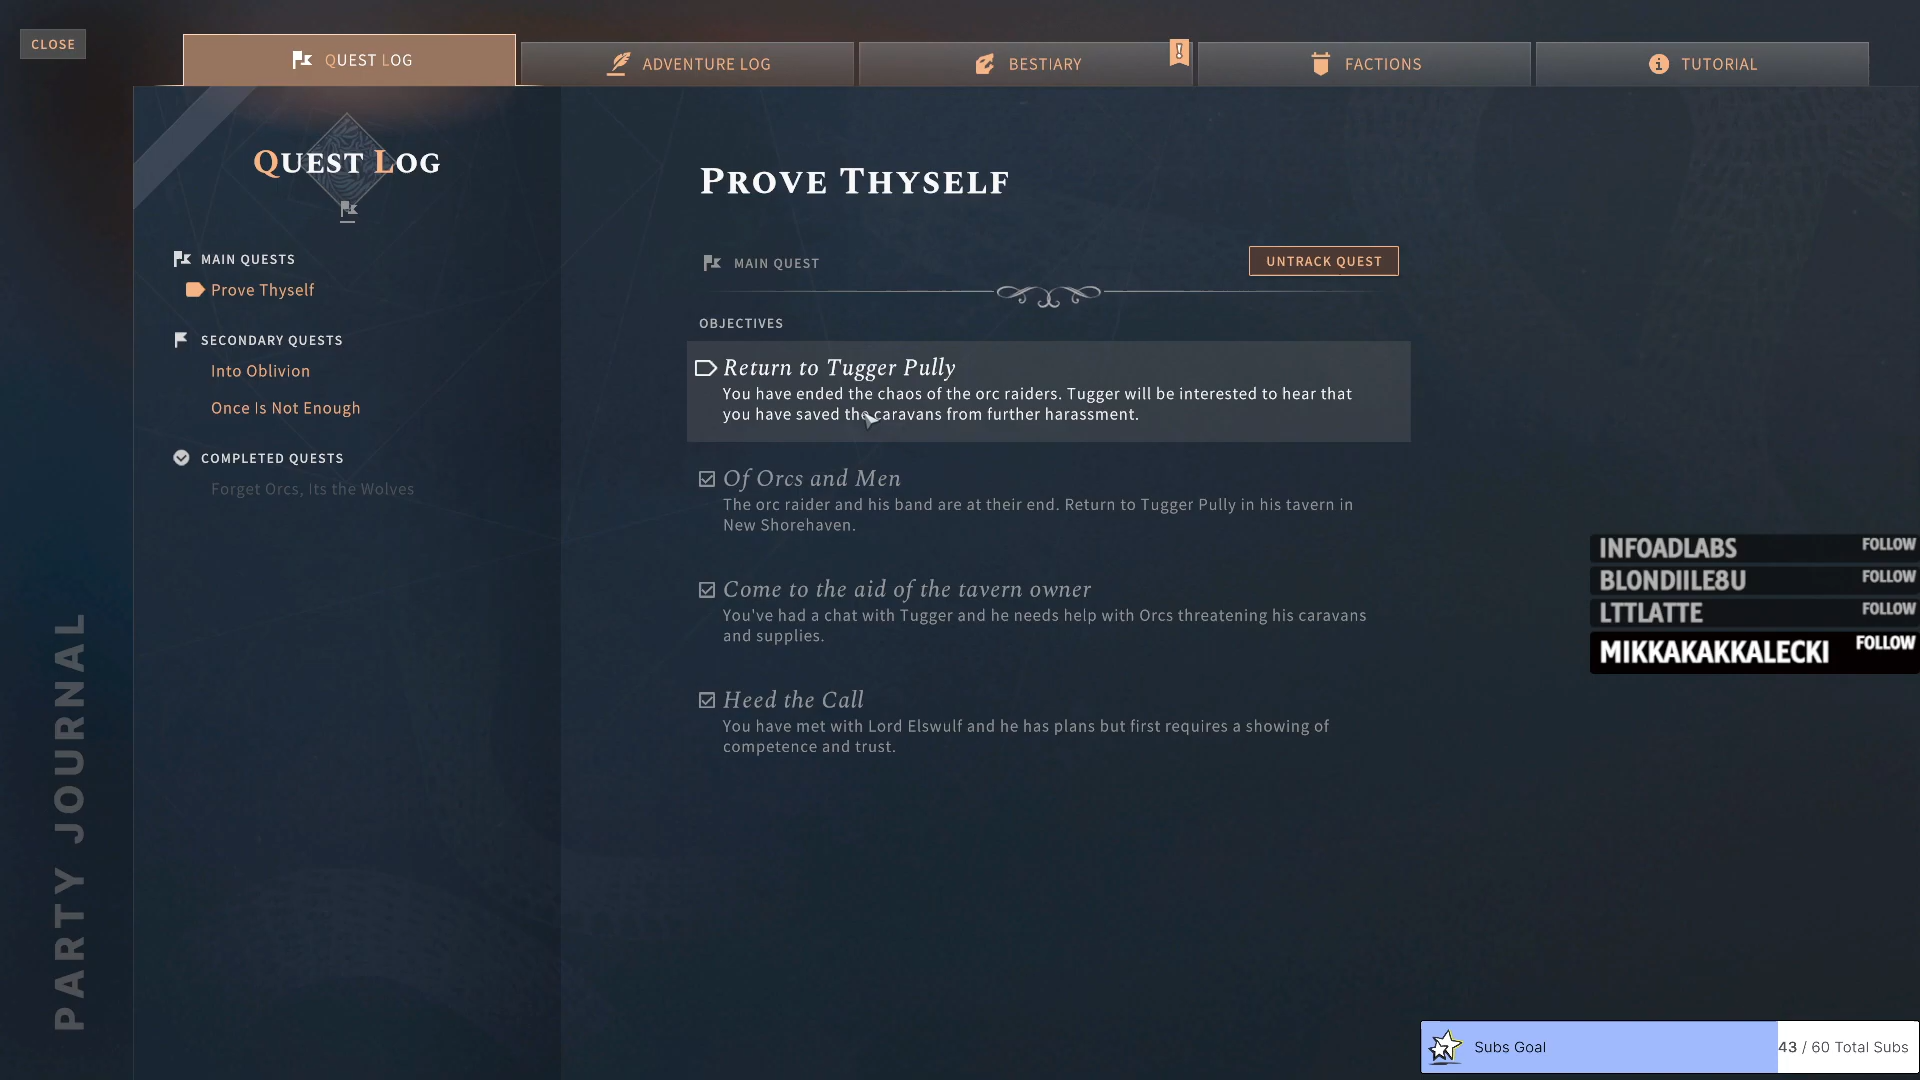 CLOSE
QUEST LOG
ADVENTURE LOG
BESTIARY
FACTIONS
TUTORIAL
QUEST LOG
MAIN QUESTS
Prove Thyself
SECONDARY QUESTS
Into Oblivion
Once Is Not Enough
COMPLETED QUESTS
Forget Orcs, Its the Wolves
PARTY JOURNAL
PROVE THYSELF
MAIN QUEST
UNTRACK QUEST
OBJECTIVES
Return to Tugger Pully
You have ended the chaos of the orc raiders. Tugger will be interested to hear that
you have saved the caravans from further harassment.
Of Orcs and Men
The orc raider and his band are at their end. Return to Tugger Pully in his tavern in
New Shorehaven.
Come to the aid of the tavern owner
You've had a chat with Tugger and he needs help with Orcs threatening his caravans
and supplies.
Heed the Call
You have met with Lord Elswulf and he has plans but first requires a showing of
competence and trust.
INFOADLABS FOLLOW
BLONDIILE8U FOLLOW
LTTLATTE FOLLOW
MIKKAKAKKALECKI FOLLOW
Subs Goal 43 / 60 Total Subs